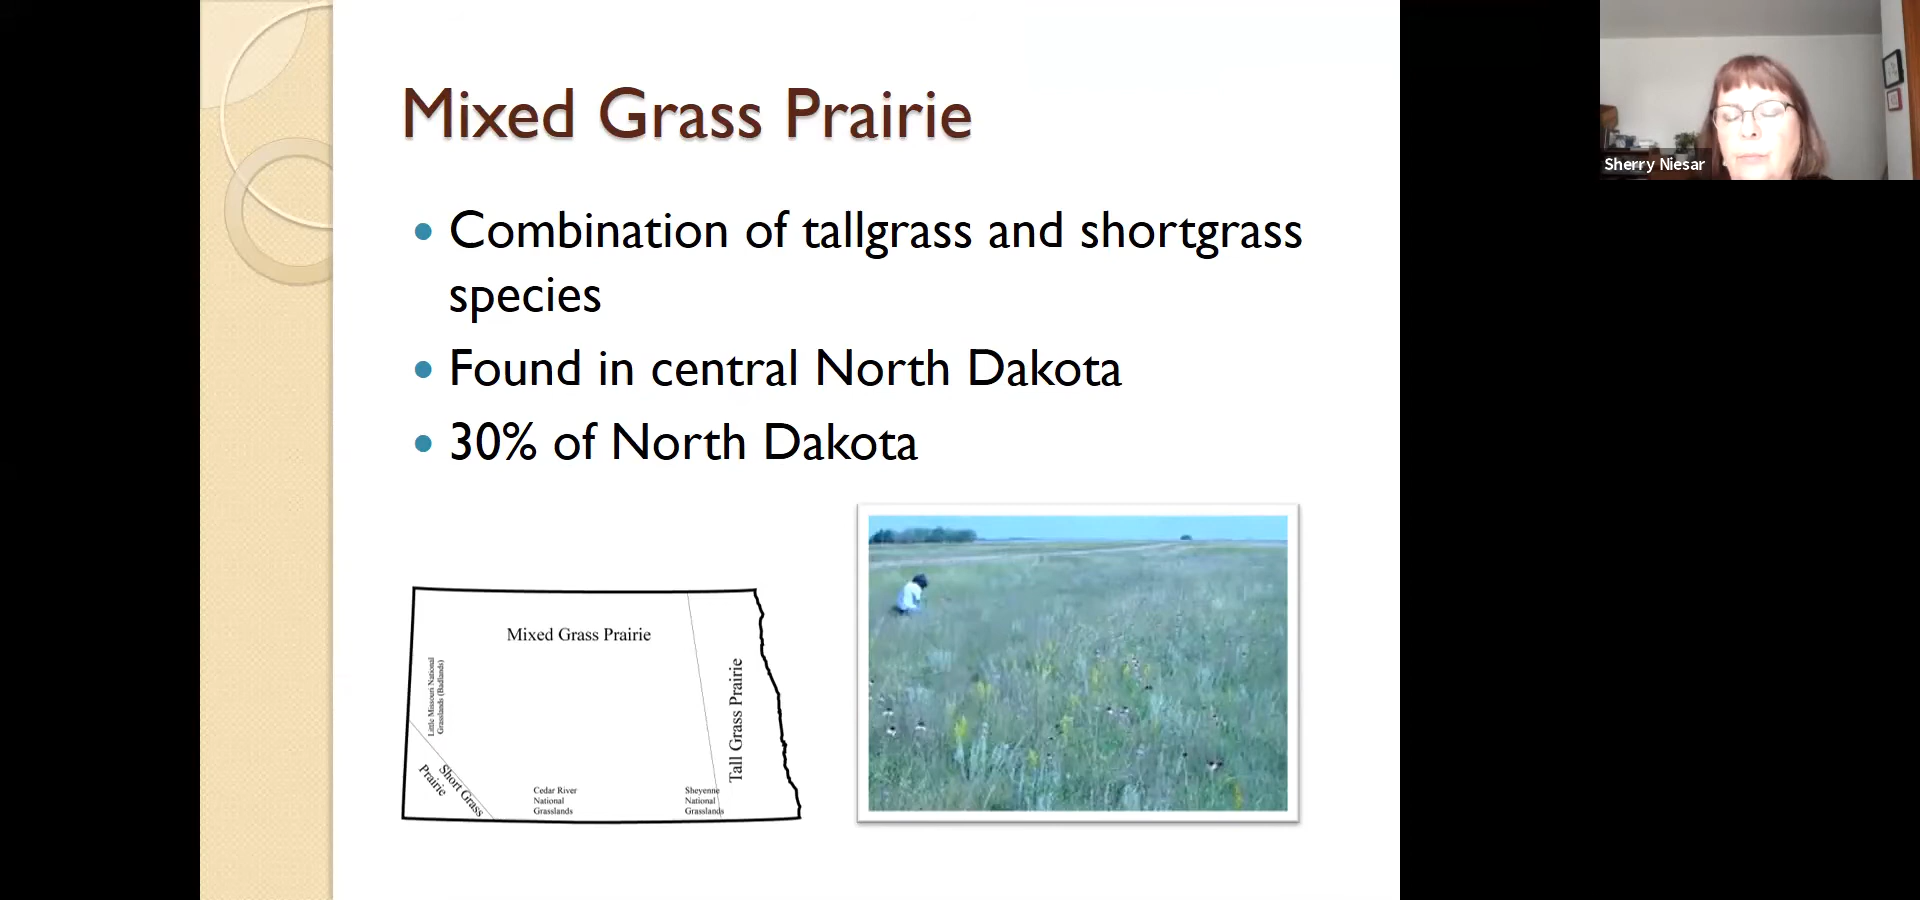 Mixed Grass Prairie
Combination of tallgrass and shortgrass
species
Found in central North Dakota
30% of North Dakota
Mixed Grass Prairie
Little Missouri National
Grasslands (Badlands)
Tall Grass Prairie
Short Grass
Prairie
Cedar River
National
Grasslands
Sheyenne
National
Grasslands
Sherry Niesar